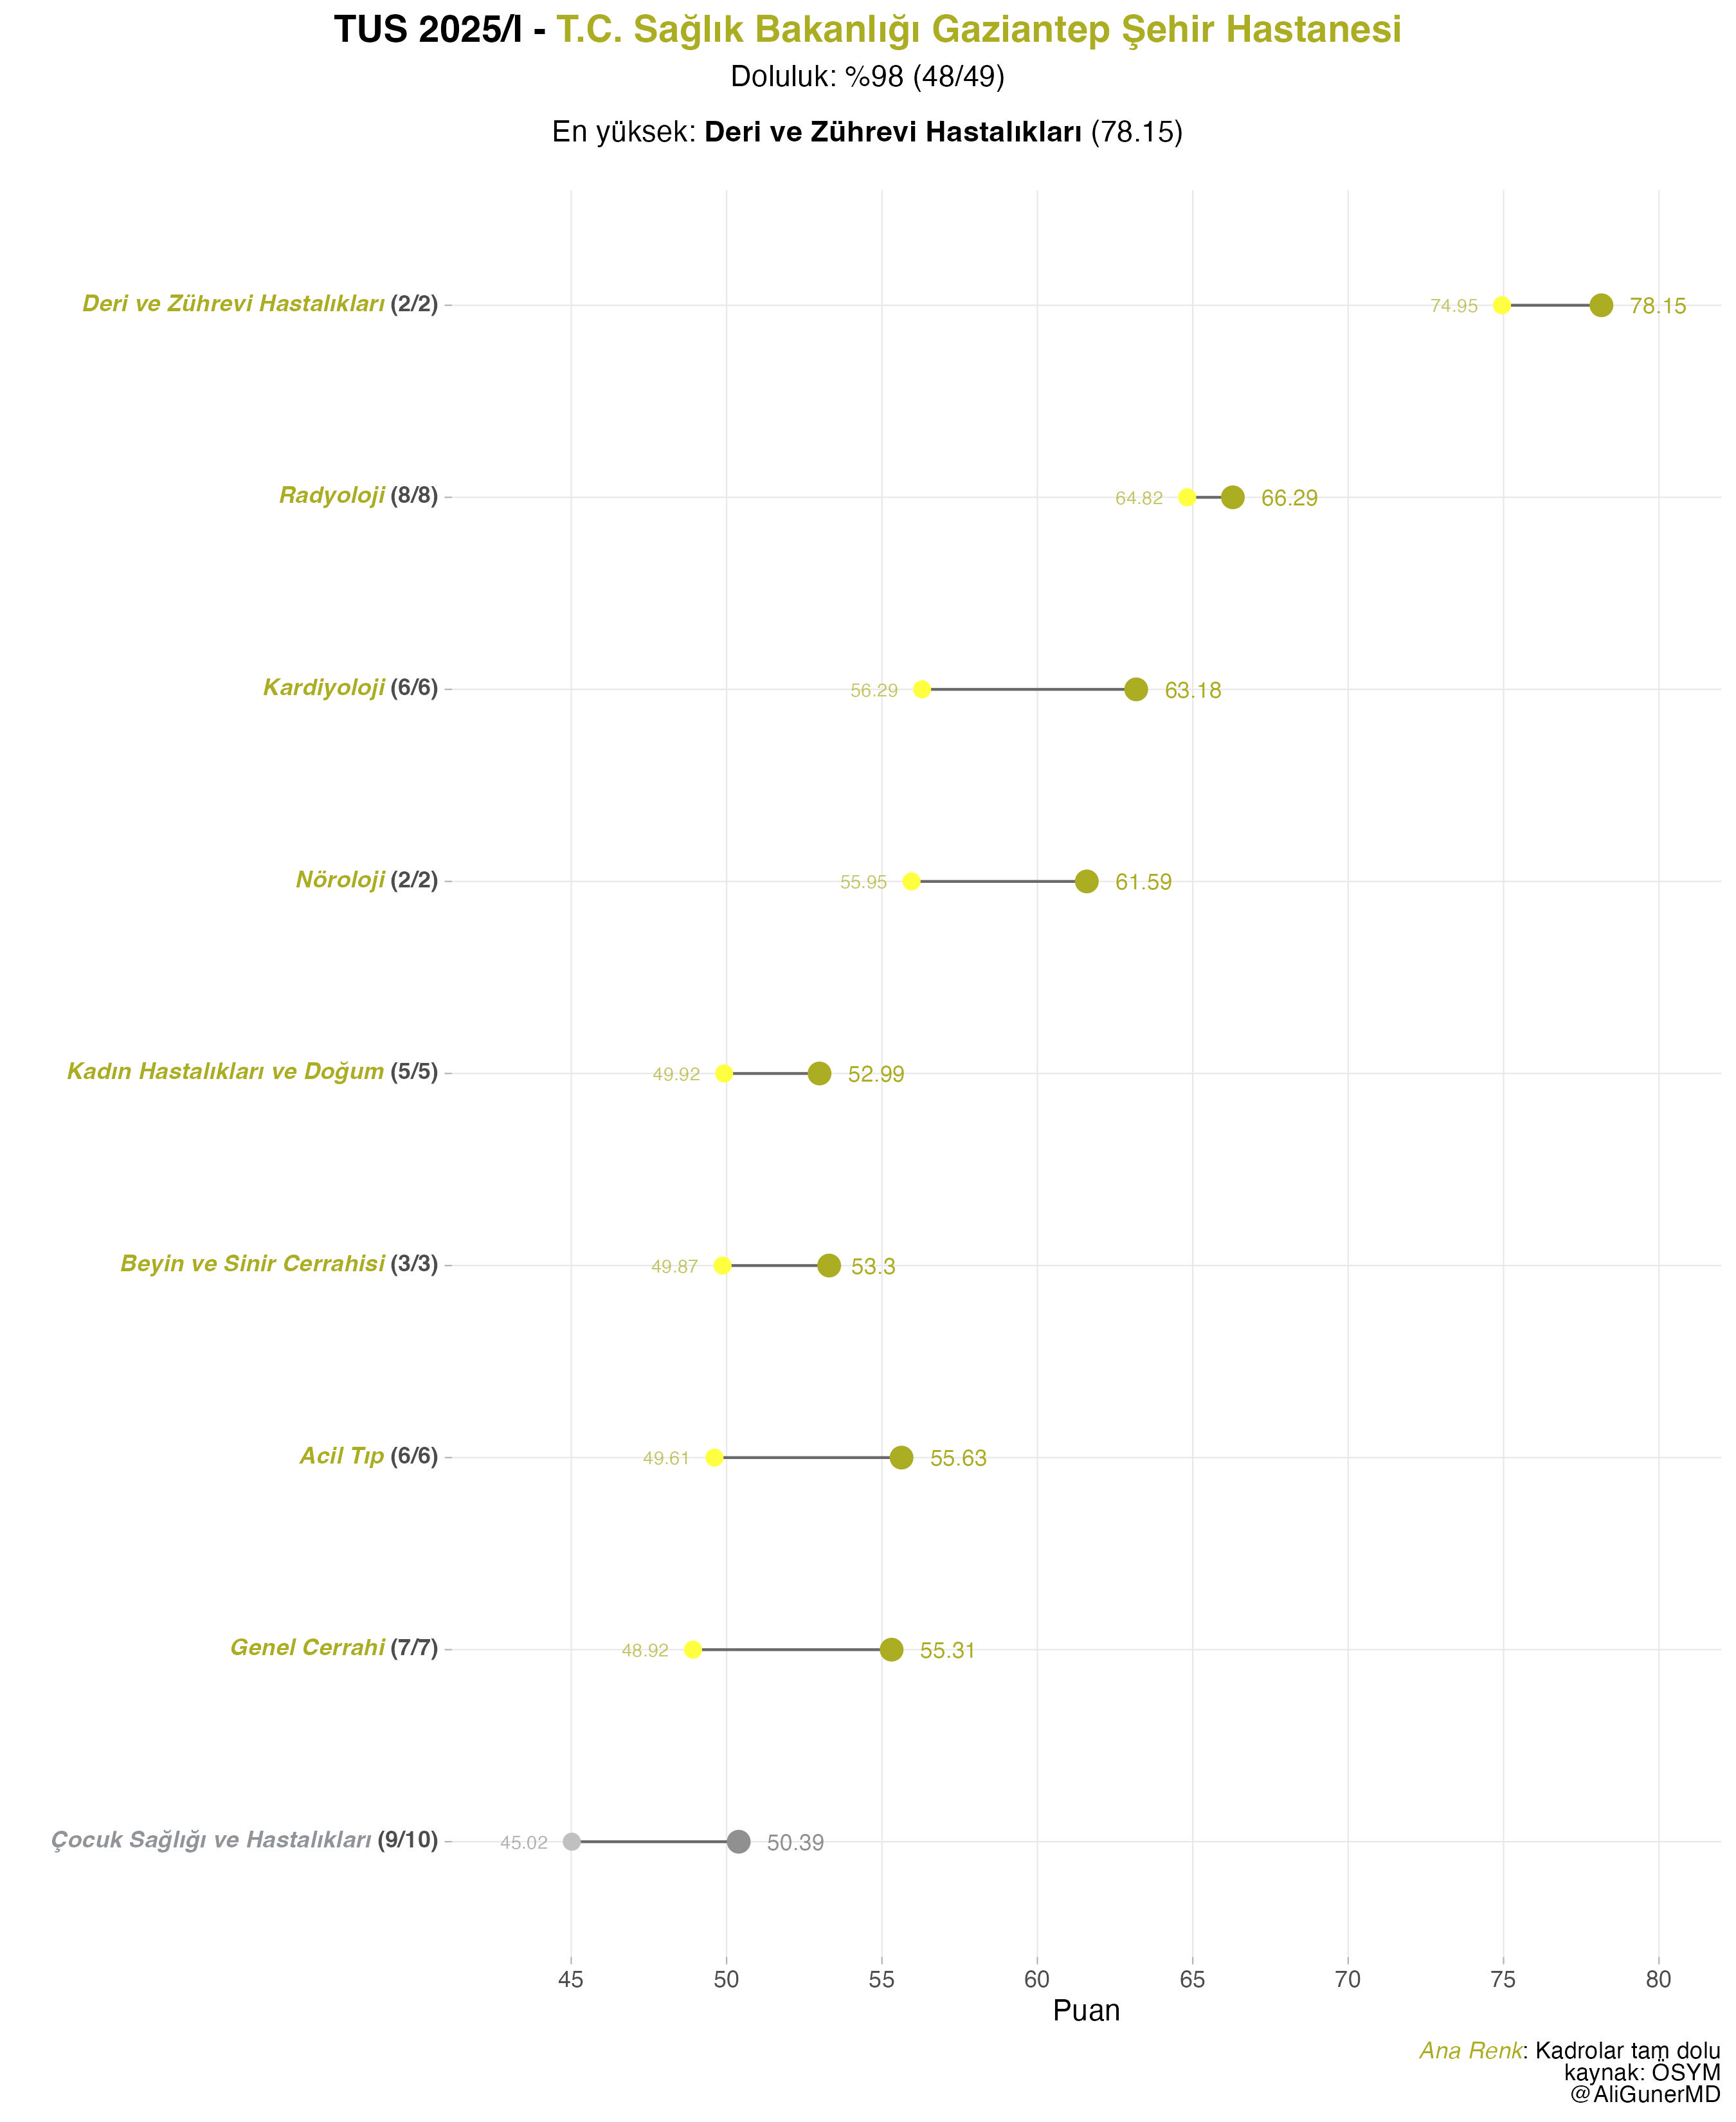 TUS 2025/I - T.C. Sağlık Bakanlığı Gaziantep Şehir Hastanesi
Doluluk: %98 (48/49)
En yüksek: Deri ve Zührevi Hastalıkları (78.15)
Deri ve Zührevi Hastalıkları (2/2) 74.95 78.15
Radyoloji (8/8) 64.82 66.29
Kardiyoloji (6/6) 56.29 63.18
Nöroloji (2/2) 55.95 61.59
Kadın Hastalıkları ve Doğum (5/5) 49.92 52.99
Beyin ve Sinir Cerrahisi (3/3) 49.87 53.3
Acil Tıp (6/6) 49.61 55.63
Genel Cerrahi (7/7) 48.92 55.31
Çocuk Sağlığı ve Hastalıkları (9/10) 45.02 50.39
45 50 55 60 65 70 75 80
Puan
Ana Renk: Kadrolar tam dolu
kaynak: ÖSYM
@AliGunerMD